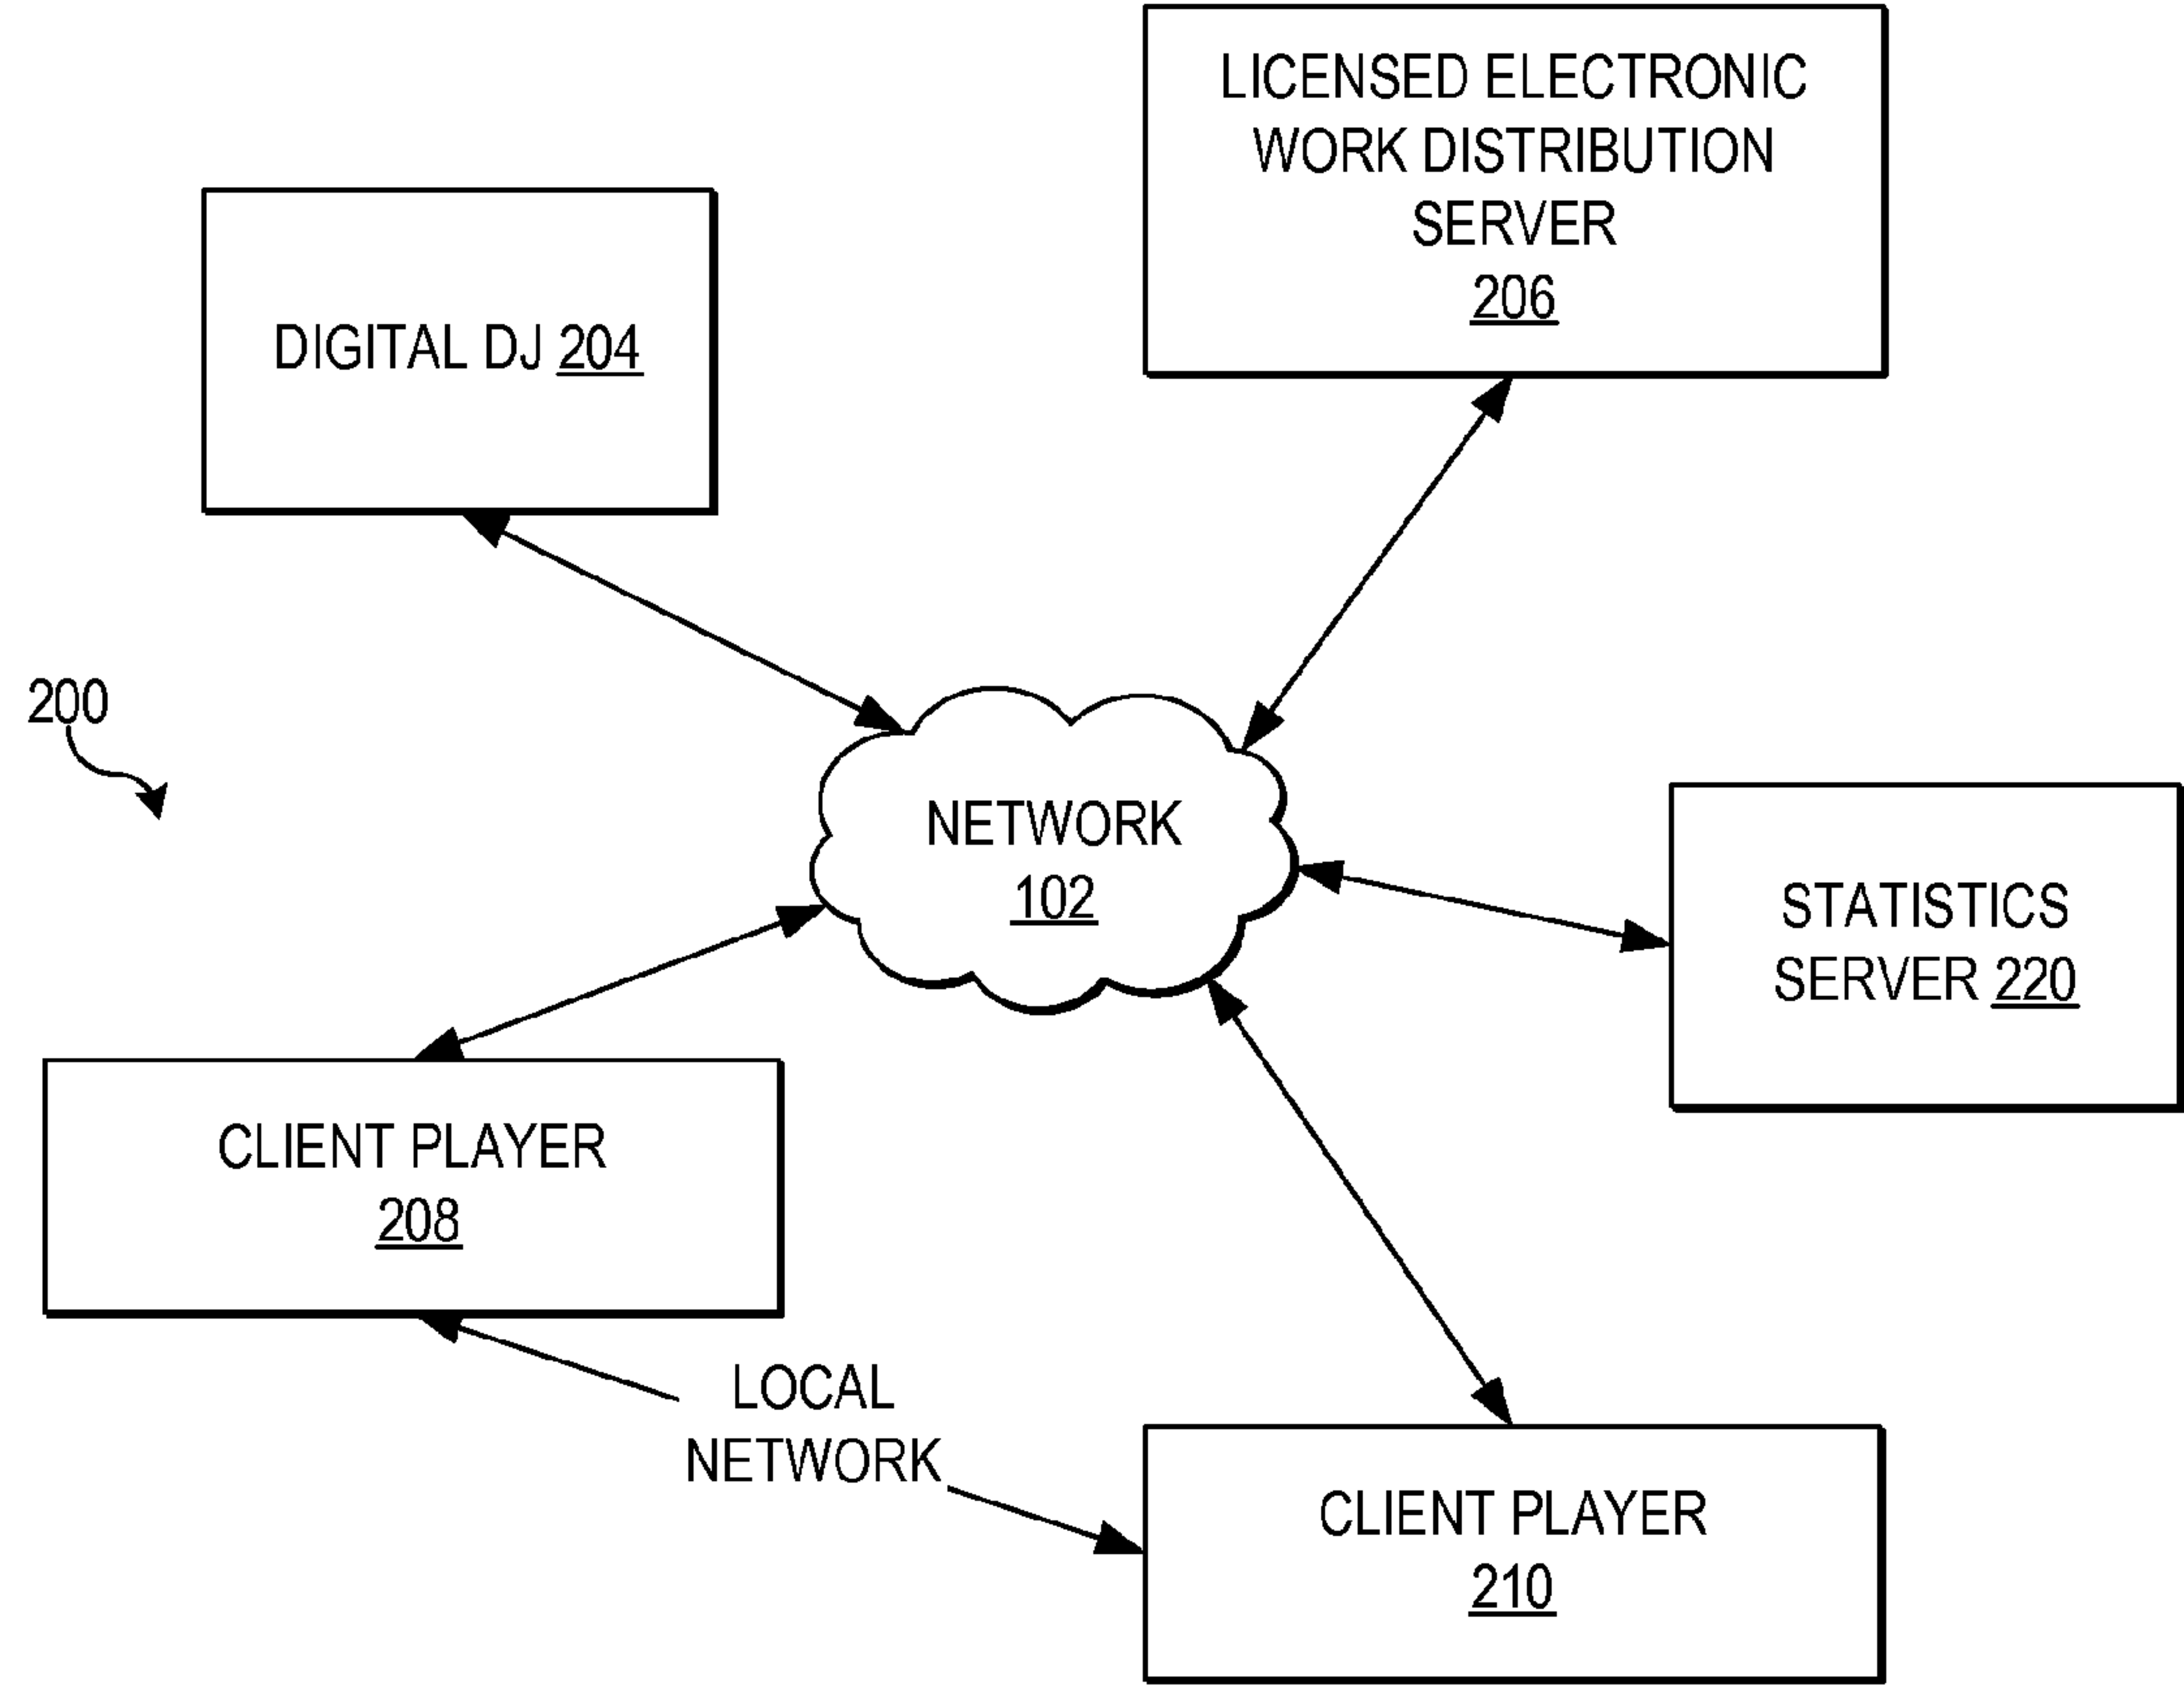 LICENSED ELECTRONIC
WORK DISTRIBUTION
SERVER
206
DIGITAL DJ 204
200
NETWORK
102
STATISTICS
SERVER 220
CLIENT PLAYER
208
LOCAL
NETWORK
CLIENT PLAYER
210